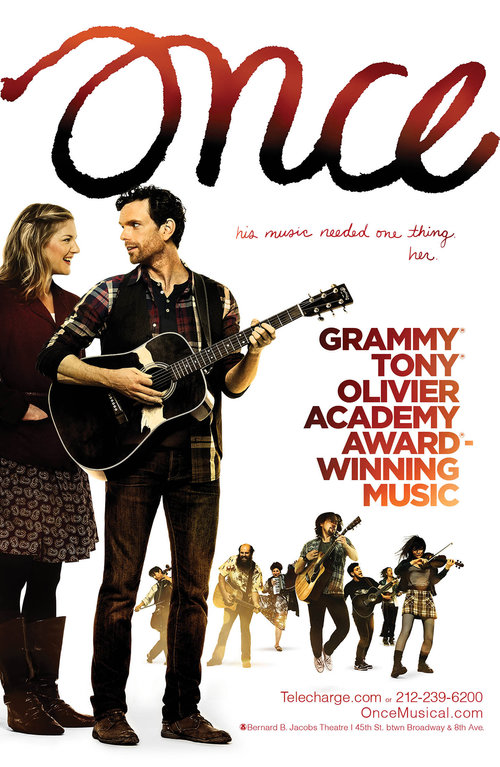 once
his music needed one thing.
her.
GRAMMY®
TONY®
OLIVIER
ACADEMY
AWARD®-
WINNING
MUSIC
Telecharge.com or 212-239-6200
OnceMusical.com
Bernard B. Jacobs Theatre | 45th St. btwn Broadway & 8th Ave.